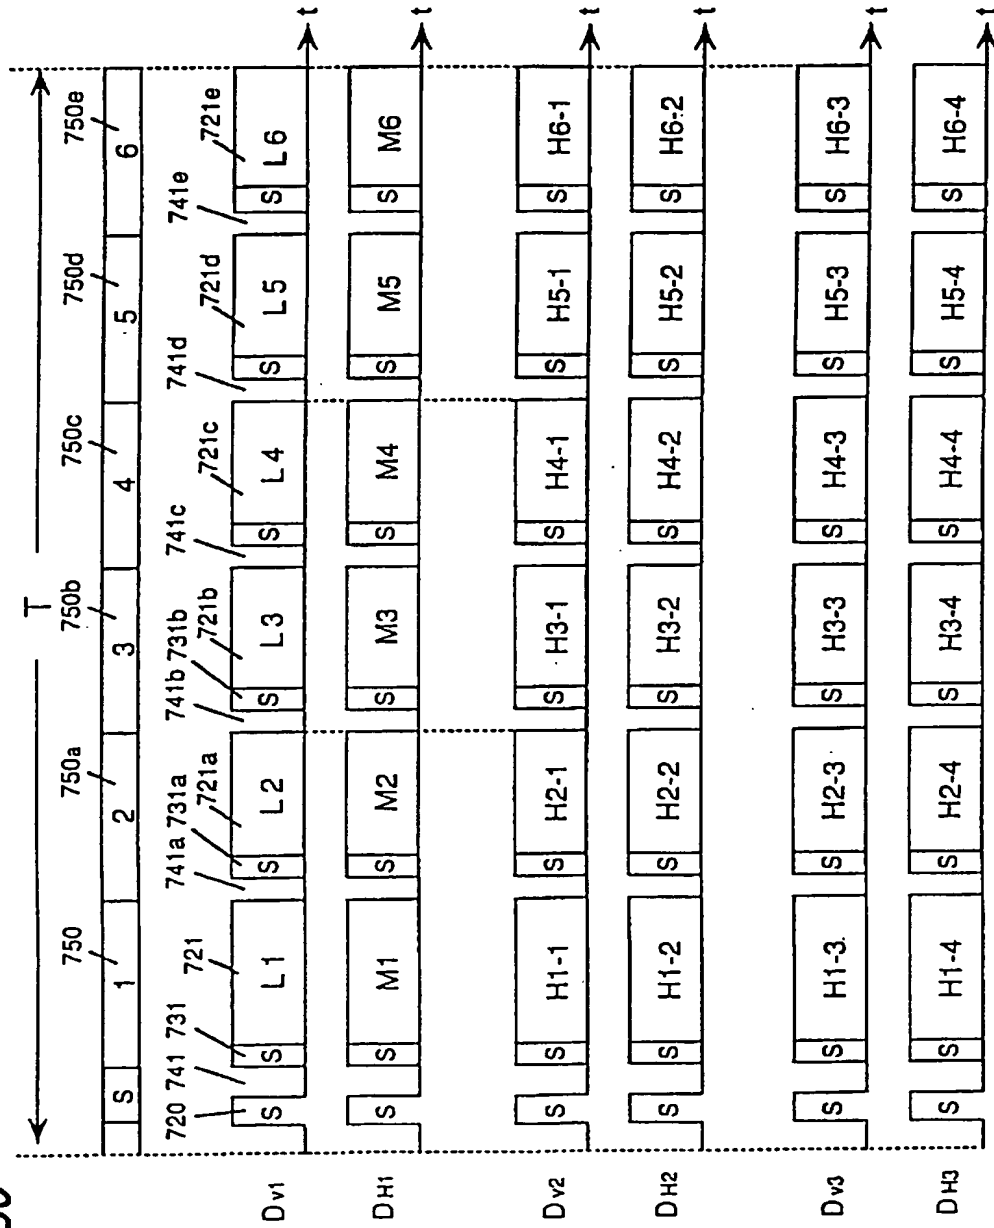 T
750 750a 750b 750c 750d 750e
S 1 2 3 4 5 6
720 741 731 721 741a 731a 721a 741b 731b 721b 741c 721c 741d 721d 741e 721e
Dv1 S S L1 S L2 S L3 S L4 S L5 S L6 t
DH1 S S M1 S M2 S M3 S M4 S M5 S M6 t
Dv2 S S H1-1 S H2-1 S H3-1 S H4-1 S H5-1 S H6-1 t
DH2 S S H1-2 S H2-2 S H3-2 S H4-2 S H5-2 S H6-2 t
Dv3 S S H1-3 S H2-3 S H3-3 S H4-3 S H5-3 S H6-3 t
DH3 S S H1-4 S H2-4 S H3-4 S H4-4 S H5-4 S H6-4 t